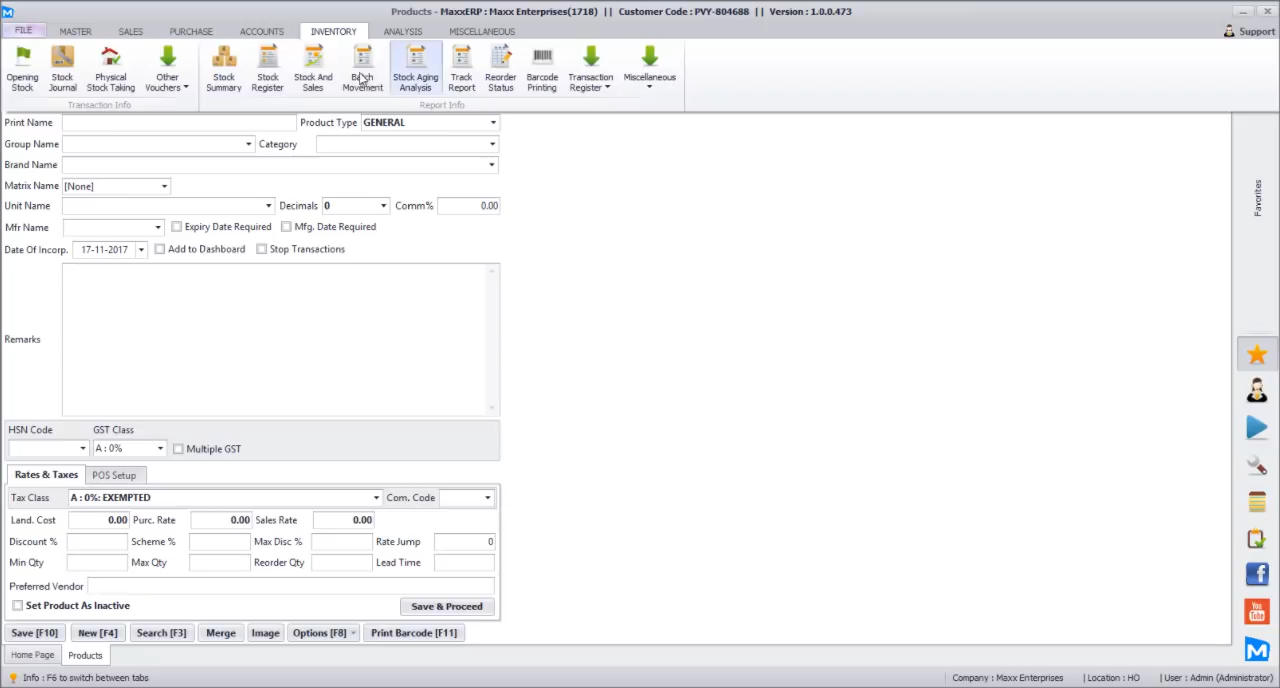 Products - MaxxERP : Maxx Enterprises(1718) || Customer Code : PVY-804688 || Version : 1.0.0.473
FILE MASTER SALES PURCHASE ACCOUNTS INVENTORY ANALYSIS MISCELLANEOUS Support
Opening Stock Physical Other Stock Stock Stock And Stock Aging Track Reorder Barcode Transaction Miscellaneous
Stock Journal Stock Taking Vouchers Summary Register Sales Movement Analysis Report Status Printing Register
Transaction Info Report Info
Print Name Product Type GENERAL
Group Name Category
Brand Name
Matrix Name [None]
Unit Name Decimals 0 Comm% 0.00
Mfr Name Expiry Date Required Mfg. Date Required
Date Of Incorp. 17-11-2017 Add to Dashboard Stop Transactions
Remarks
HSN Code GST Class
A : 0% Multiple GST
Rates & Taxes POS Setup
Tax Class A : 0%: EXEMPTED Com. Code
Land. Cost 0.00 Purc. Rate 0.00 Sales Rate 0.00
Discount % Scheme % Max Disc % Rate Jump 0
Min Qty Max Qty Reorder Qty Lead Time
Preferred Vendor
Set Product As Inactive Save & Proceed
Save [F10] New [F4] Search [F3] Merge Image Options [F8] Print Barcode [F11]
Home Page Products
Info : F6 to switch between tabs Company : Maxx Enterprises | Location : HO | User : Admin (Administrator)
Favorites
You
Tube